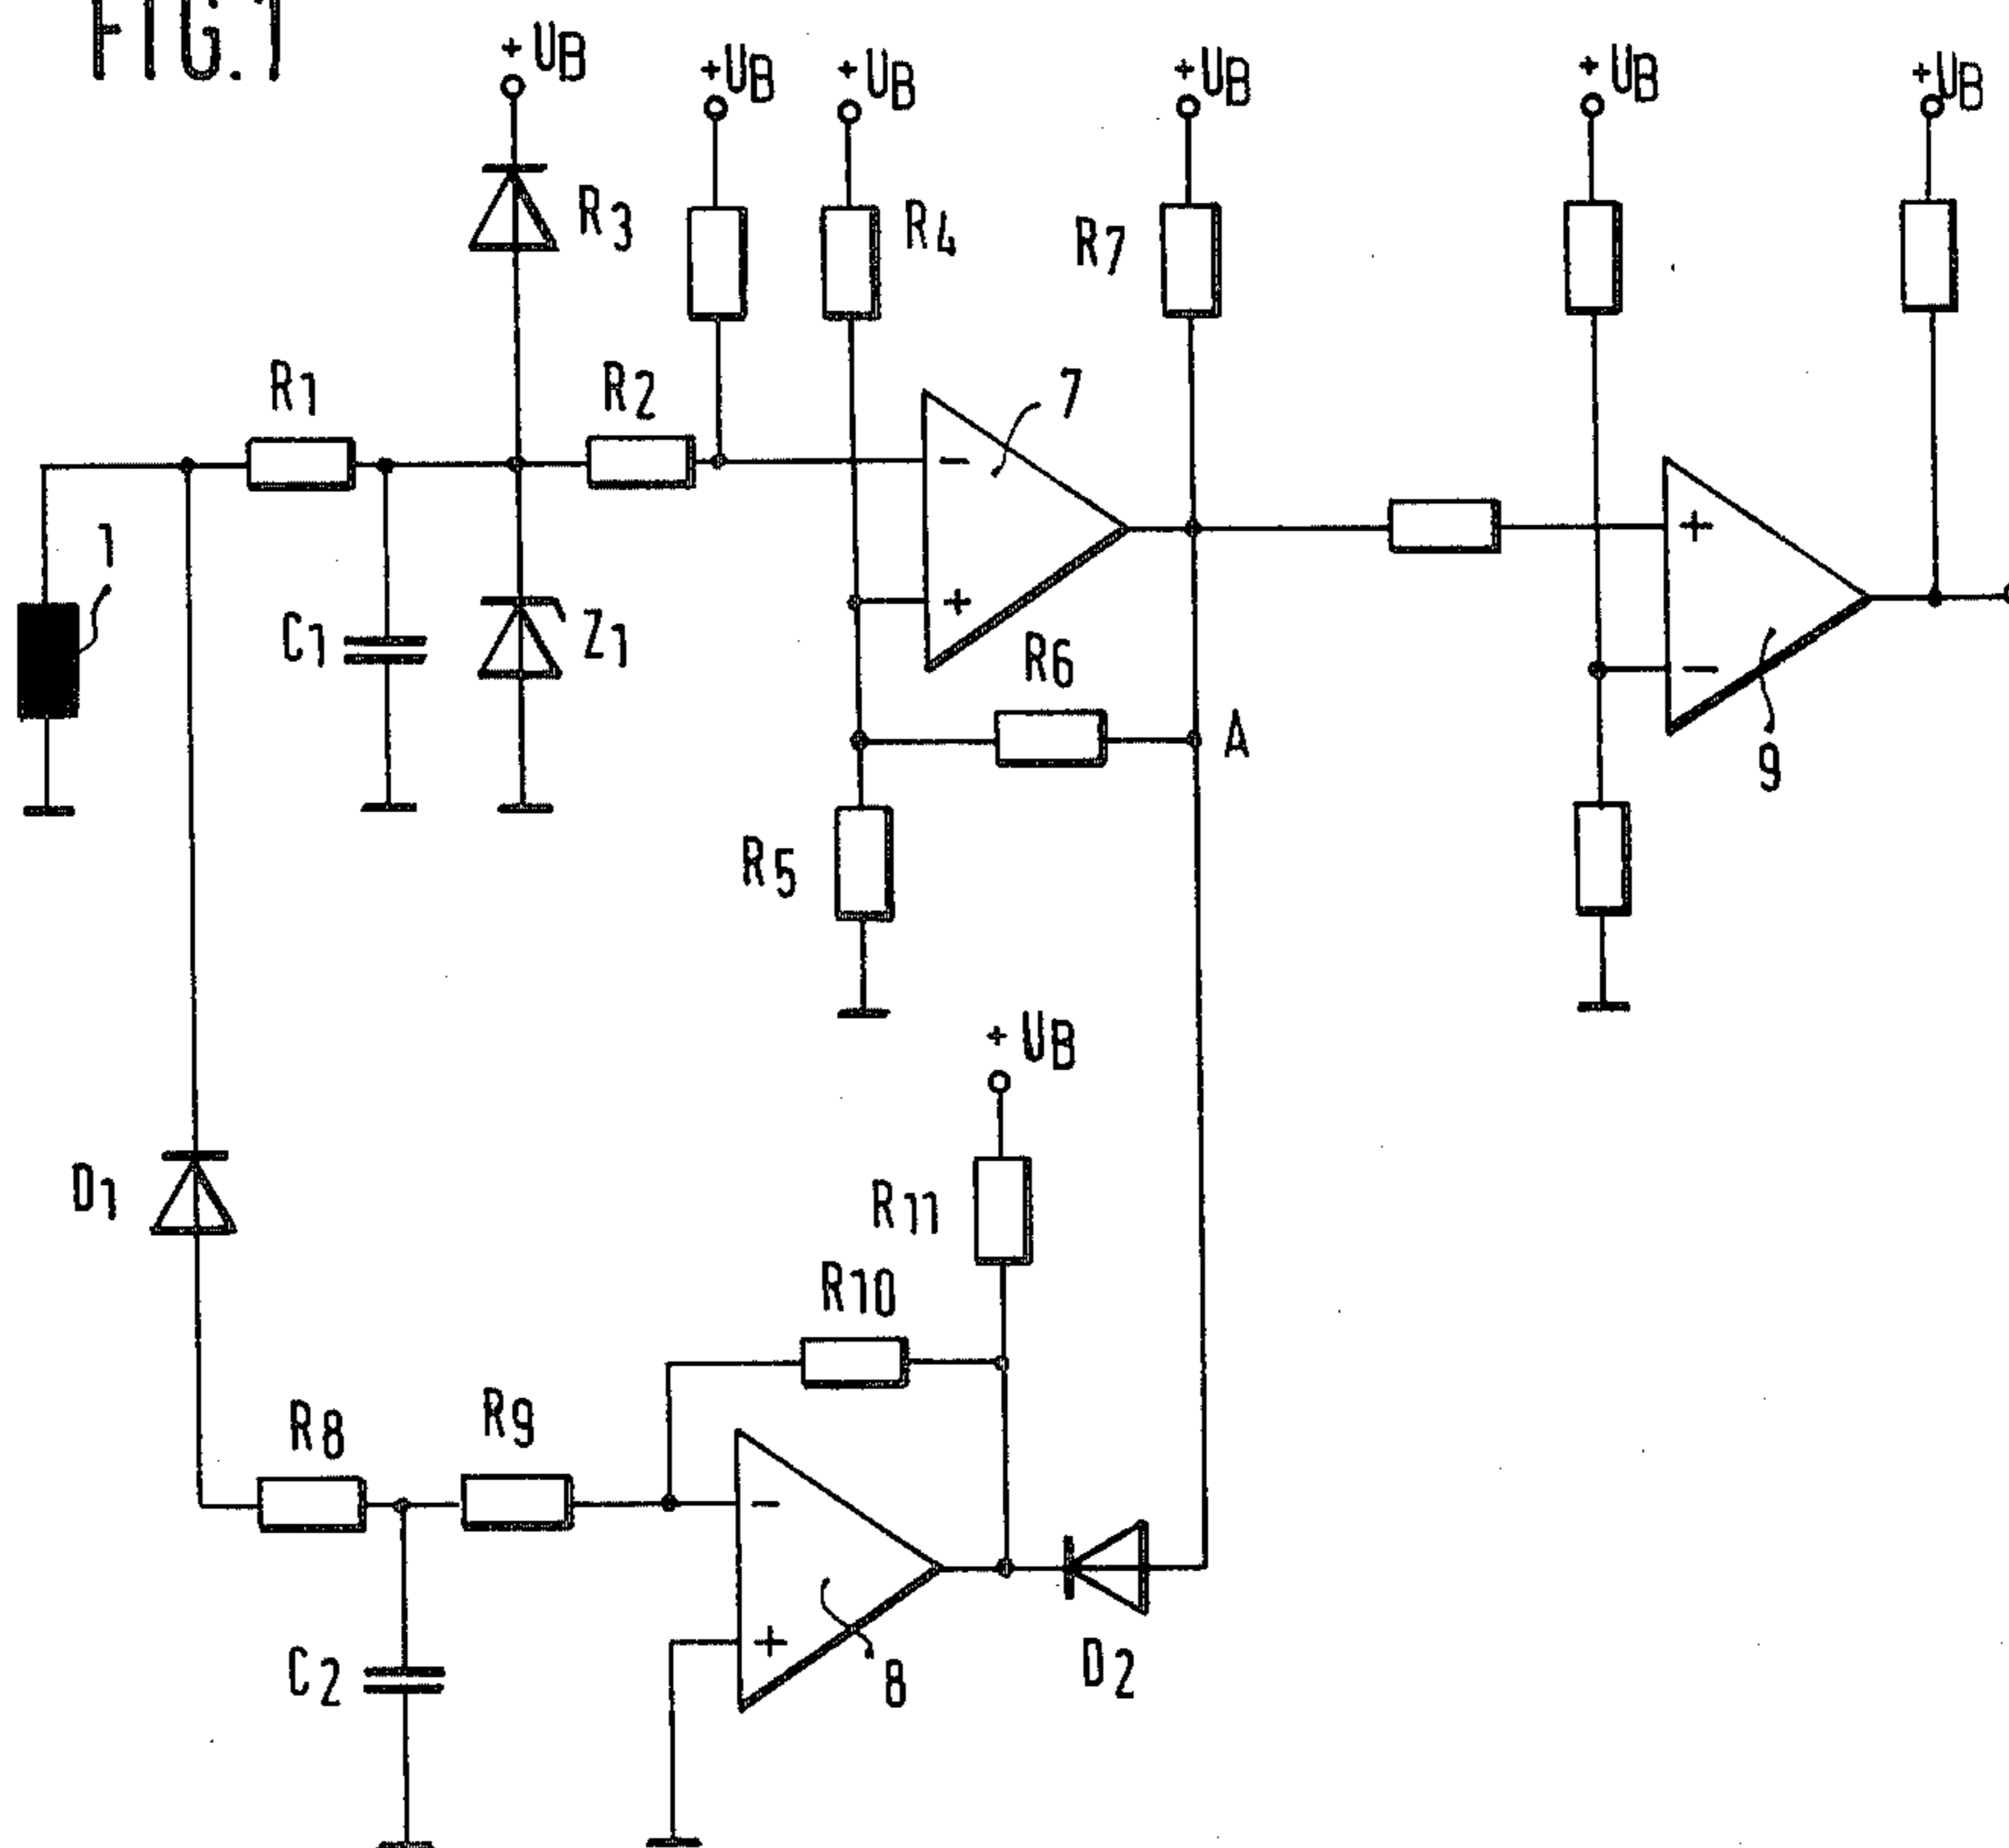 FIG.1
+UB
+UB
+UB
+UB
+UB
+UB
R3
R4
R7
R1
R2
7
-
+
1
C1
Z1
R6
A
+
-
9
R5
+UB
D1
R11
R10
R8
R9
-
+
8
D2
C2